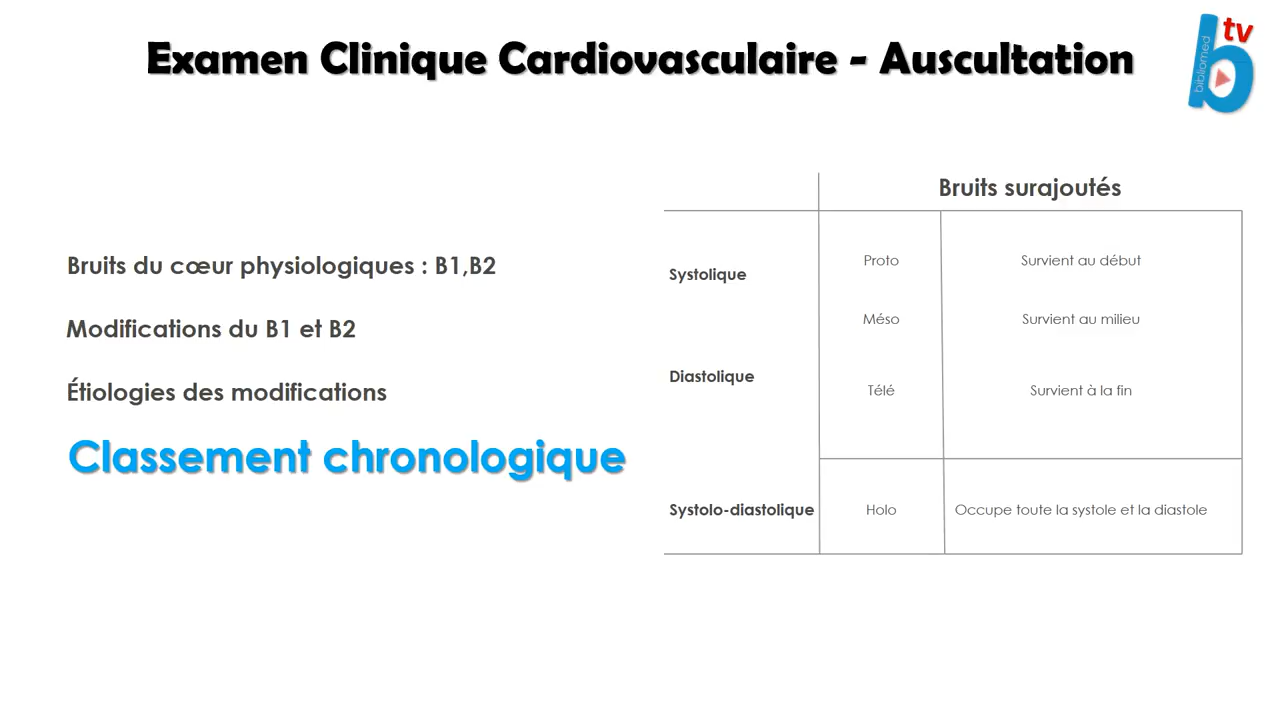 Examen Clinique Cardiovasculaire - Auscultation
bibliomed
tv
Bruits du cœur physiologiques : B1,B2
Modifications du B1 et B2
Étiologies des modifications
Classement chronologique
Bruits surajoutés
Systolique
Proto
Survient au début
Méso
Survient au milieu
Diastolique
Télé
Survient à la fin
Systolo-diastolique
Holo
Occupe toute la systole et la diastole